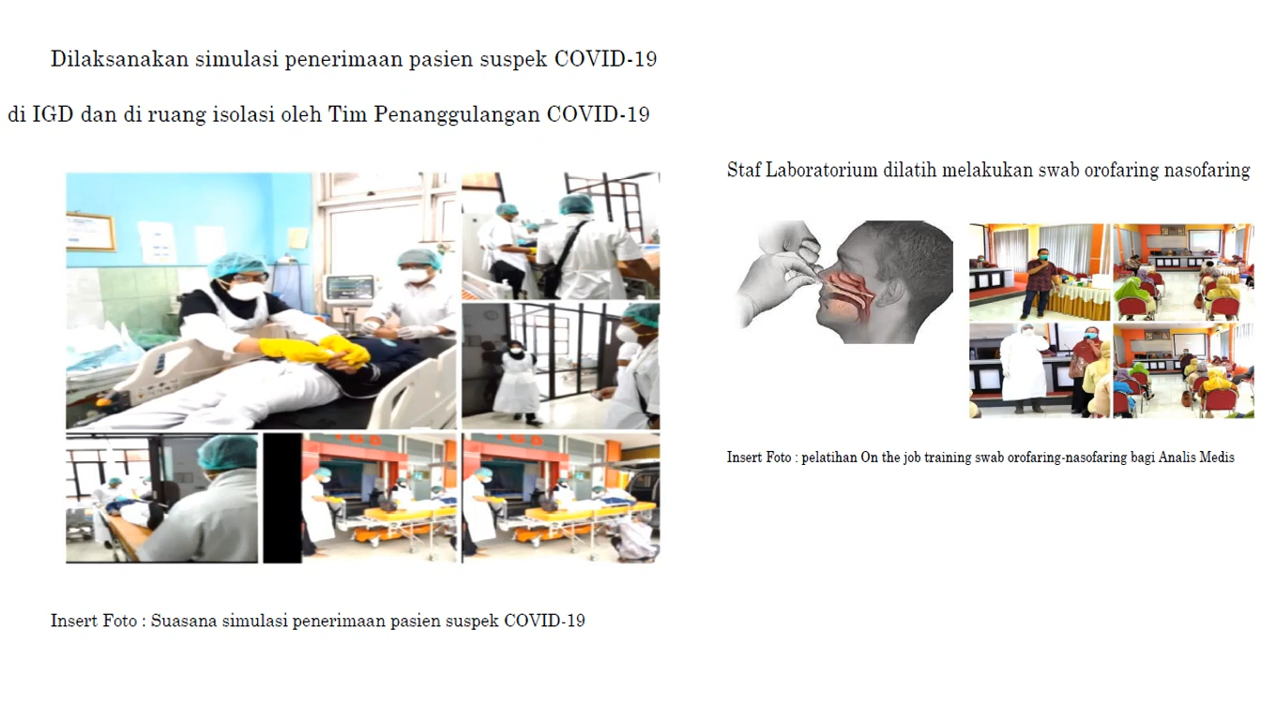 Dilaksanakan simulasi penerimaan pasien suspek COVID-19
di IGD dan di ruang isolasi oleh Tim Penanggulangan COVID-19
Insert Foto : Suasana simulasi penerimaan pasien suspek COVID-19
Staf Laboratorium dilatih melakukan swab orofaring nasofaring
Insert Foto : pelatihan On the job training swab orofaring-nasofaring bagi Analis Medis